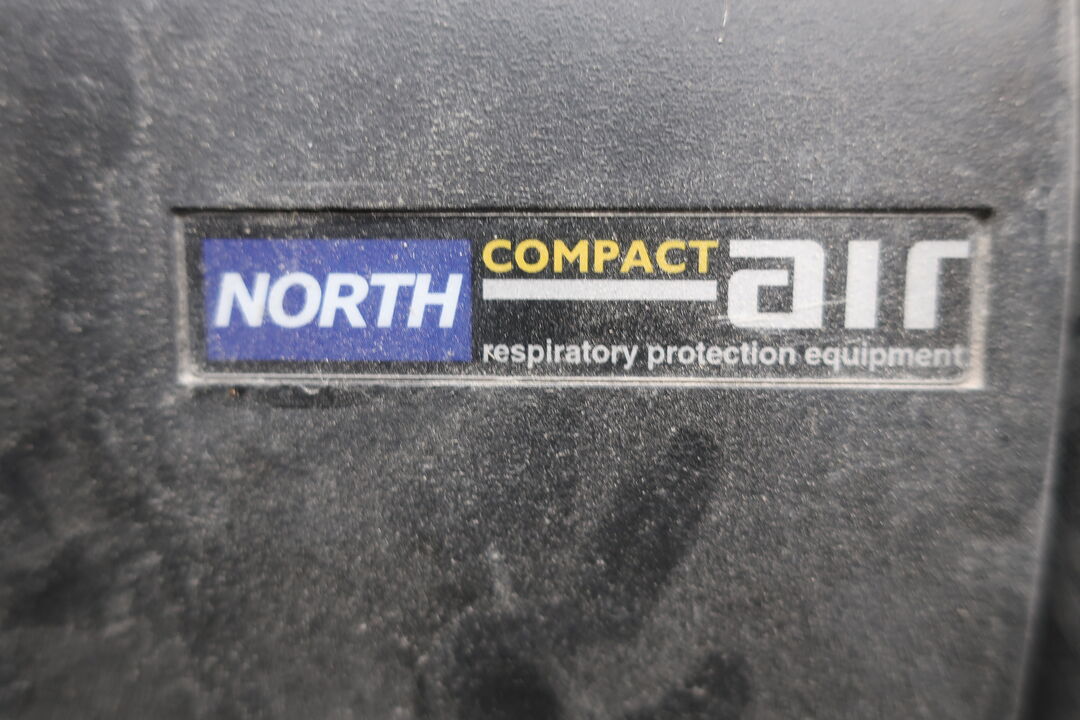 NORTH
COMPACT air
respiratory protection equipment